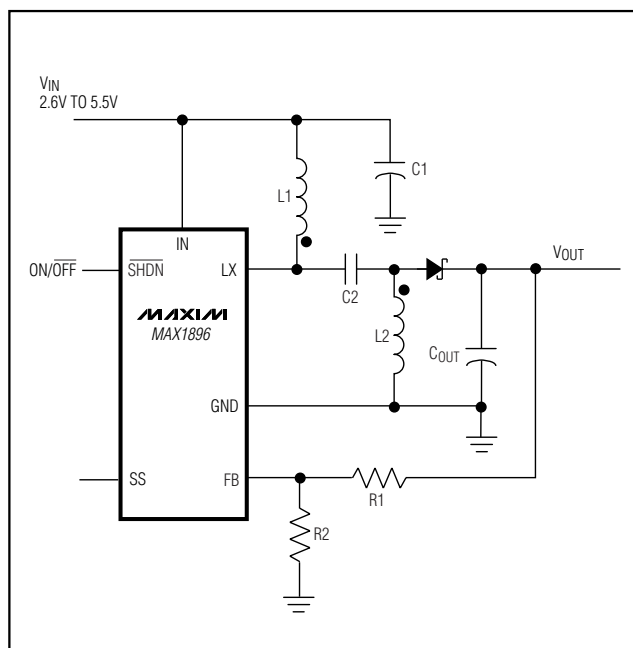 VIN
2.6V TO 5.5V
C1
L1
IN
ON/OFF
SHDN
LX
VOUT
C2
MAXIM
MAX1896
L2
COUT
GND
SS
FB
R1
R2